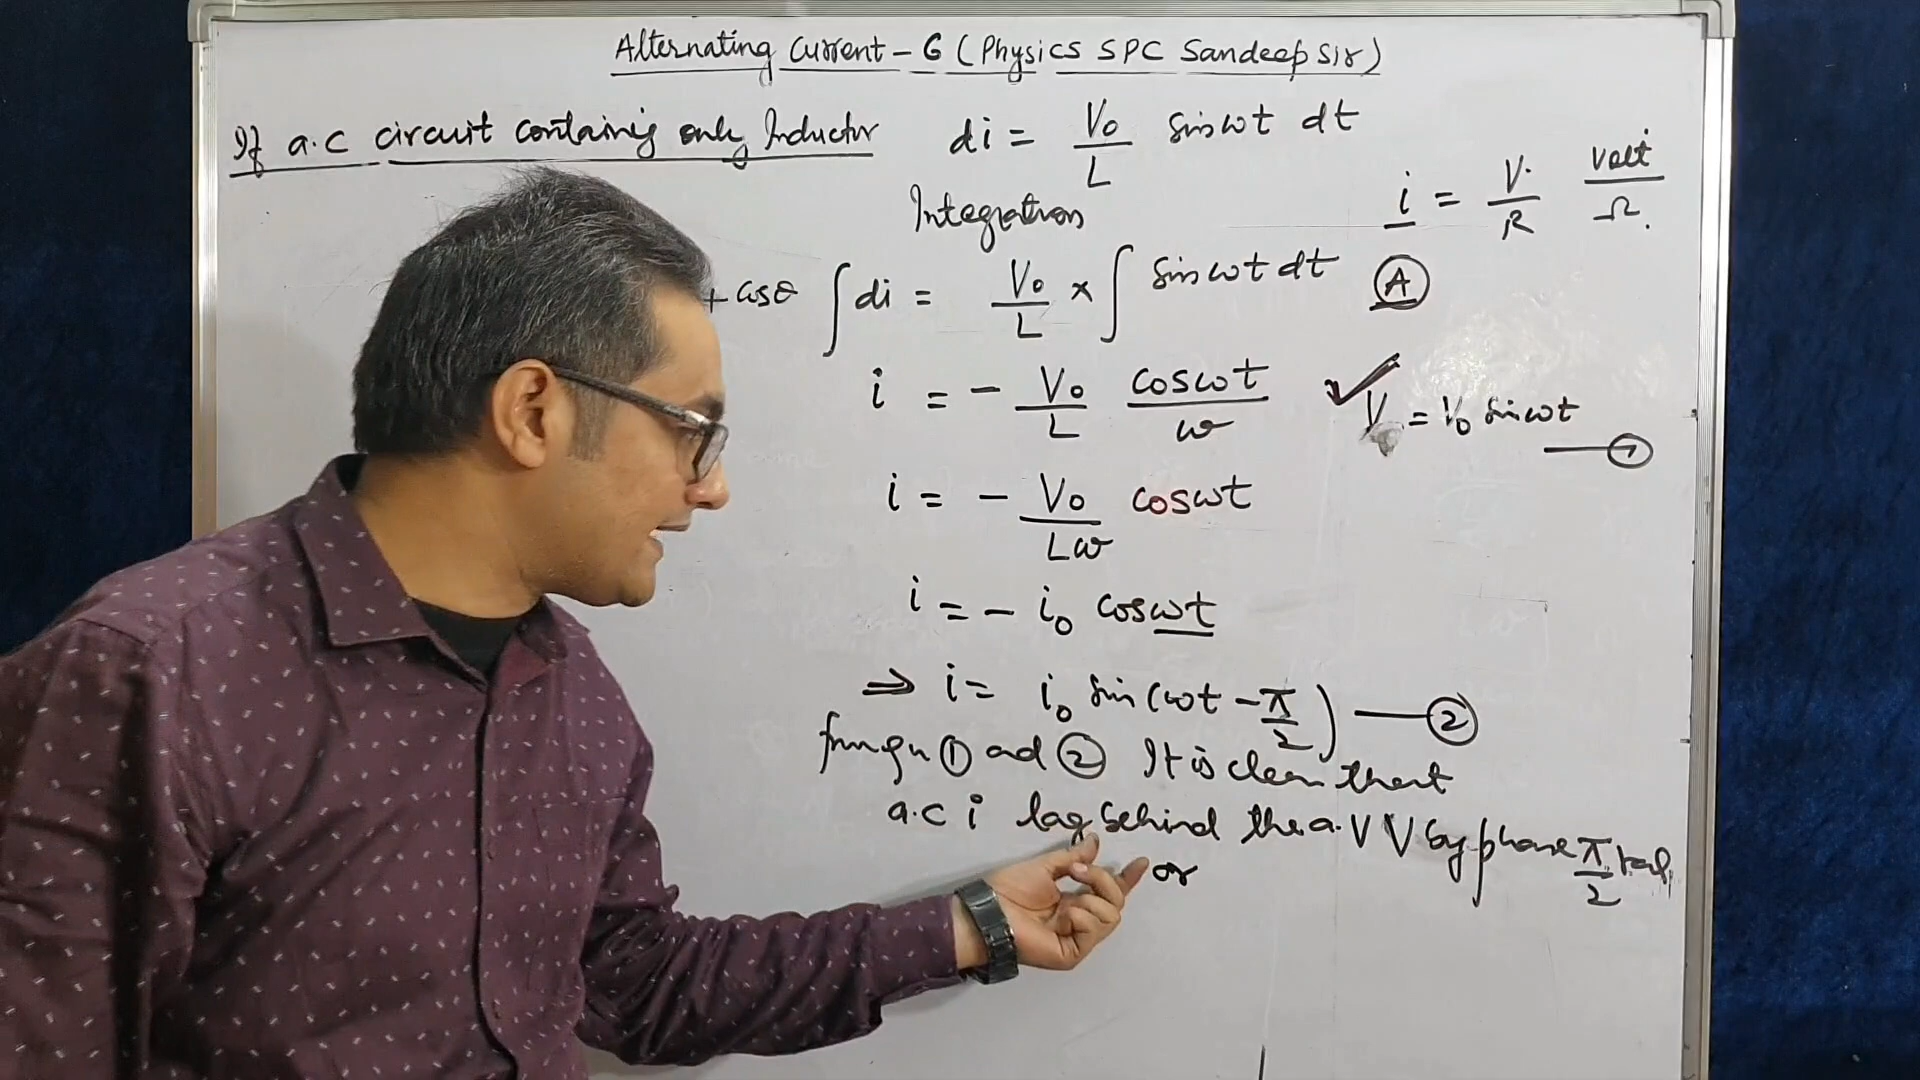 Alternating Current - 6 (Physics SPC Sandeep Sir)
If a.c circuit containing only Inductor
di = V₀/L sinωt dt
i = V/R volt/Ω
Integration
+ cosθ ∫di = V₀/L × ∫ sinωt dt (A)
i = - V₀/L cosωt/ω
✓ V = V₀ sinωt —①
i = - V₀/Lω cosωt
i = - i₀ cosωt
⇒ i = i₀ sin(ωt - π/2) —②
from eqn ① and ② It is clear that
a.c i lag behind the a.V V by phase π/2 rad,
or